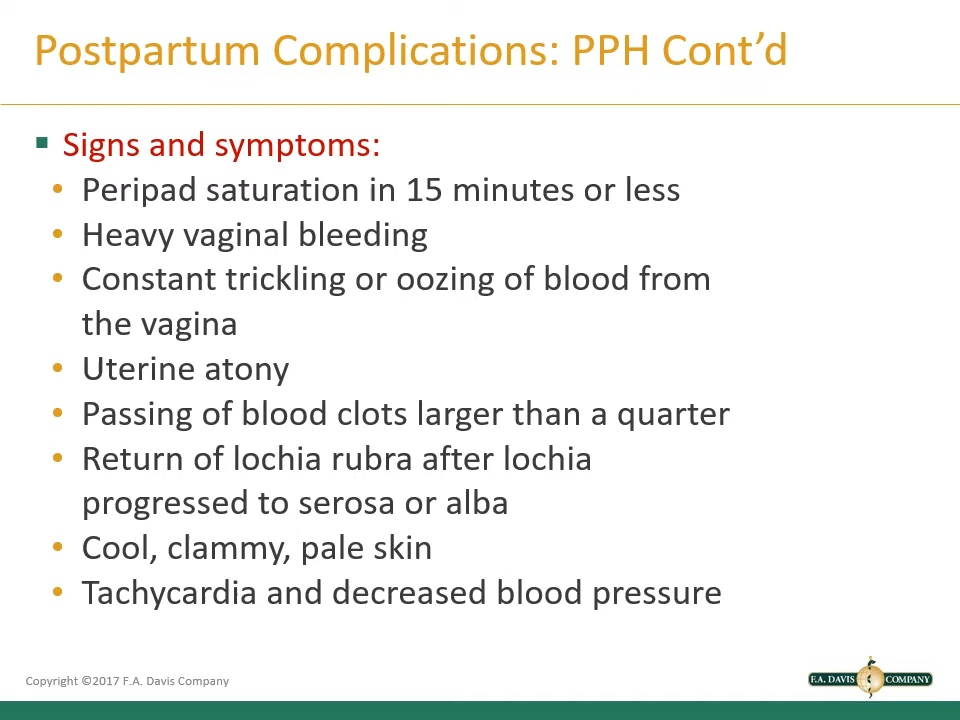 Postpartum Complications: PPH Cont’d
▪ Signs and symptoms:
• Peripad saturation in 15 minutes or less
• Heavy vaginal bleeding
• Constant trickling or oozing of blood from
the vagina
• Uterine atony
• Passing of blood clots larger than a quarter
• Return of lochia rubra after lochia
progressed to serosa or alba
• Cool, clammy, pale skin
• Tachycardia and decreased blood pressure
Copyright ©2017 F.A. Davis Company
F.A. DAVIS COMPANY